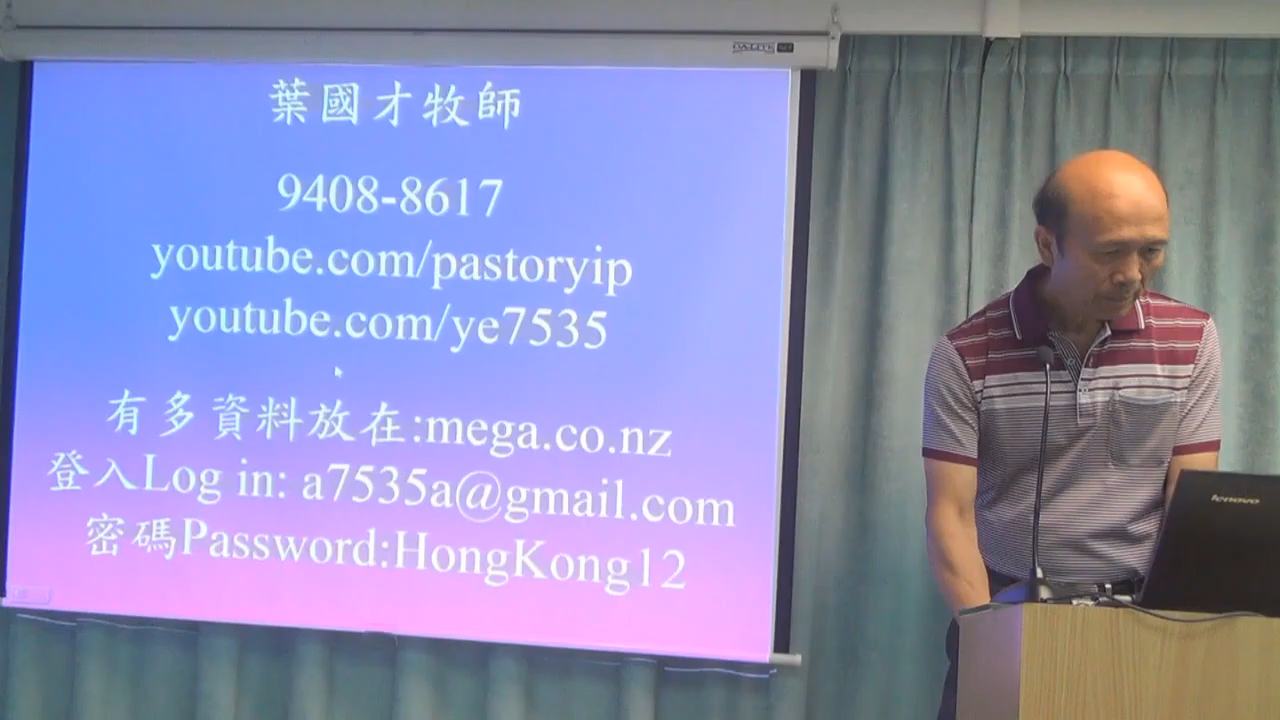 葉國才牧師
9408-8617
youtube.com/pastoryip
youtube.com/ye7535
有多資料放在:mega.co.nz
登入Log in: a7535a@gmail.com
密碼Password:HongKong12
DA-LITE
lenovo